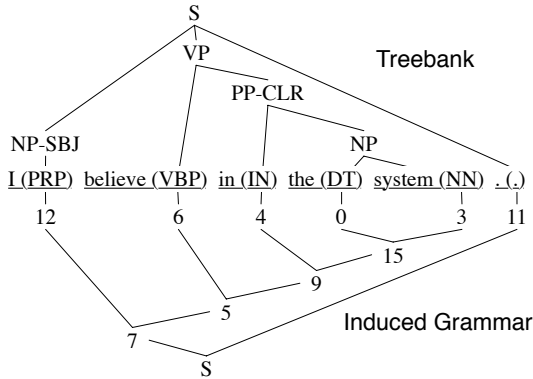 S
VP
Treebank
PP-CLR
NP-SBJ NP
I (PRP) believe (VBP) in (IN) the (DT) system (NN) . (.)
12 6 4 0 3 11
15
9
5
Induced Grammar
7
S